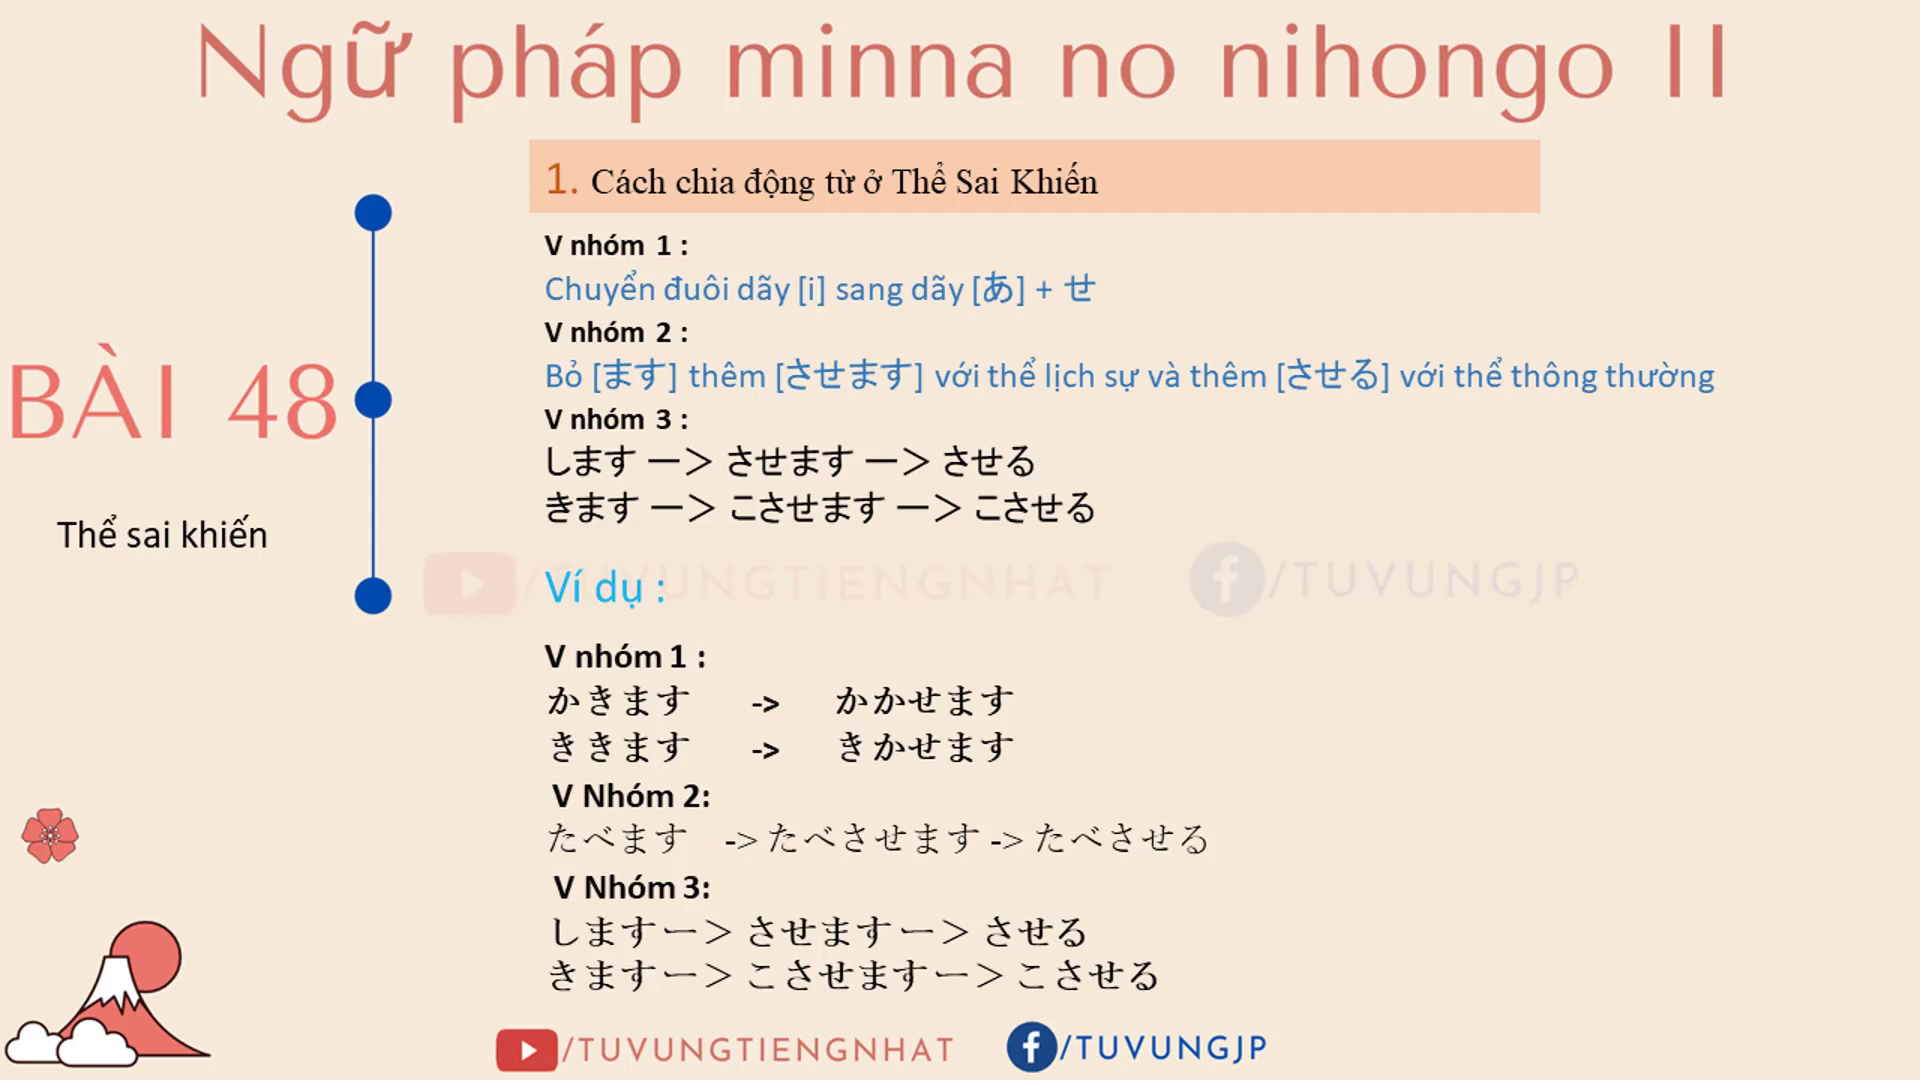 Ngữ pháp minna no nihongo II
BÀI 48
Thể sai khiến
1. Cách chia động từ ở Thể Sai Khiến
V nhóm 1 :
Chuyển đuôi dãy [i] sang dãy [あ] + せ
V nhóm 2 :
Bỏ [ます] thêm [させます] với thể lịch sự và thêm [させる] với thể thông thường
V nhóm 3 :
します ー＞ させます ー＞ させる
きます ー＞ こさせます ー＞ こさせる
/TUVUNGTIENGNHAT
/TUVUNGJP
Ví dụ :
V nhóm 1 :
かきます -> かかせます
ききます -> きかせます
V Nhóm 2:
たべます -> たべさせます -> たべさせる
V Nhóm 3:
しますー＞ させますー＞ させる
きますー＞ こさせますー＞ こさせる
/TUVUNGTIENGNHAT
/TUVUNGJP